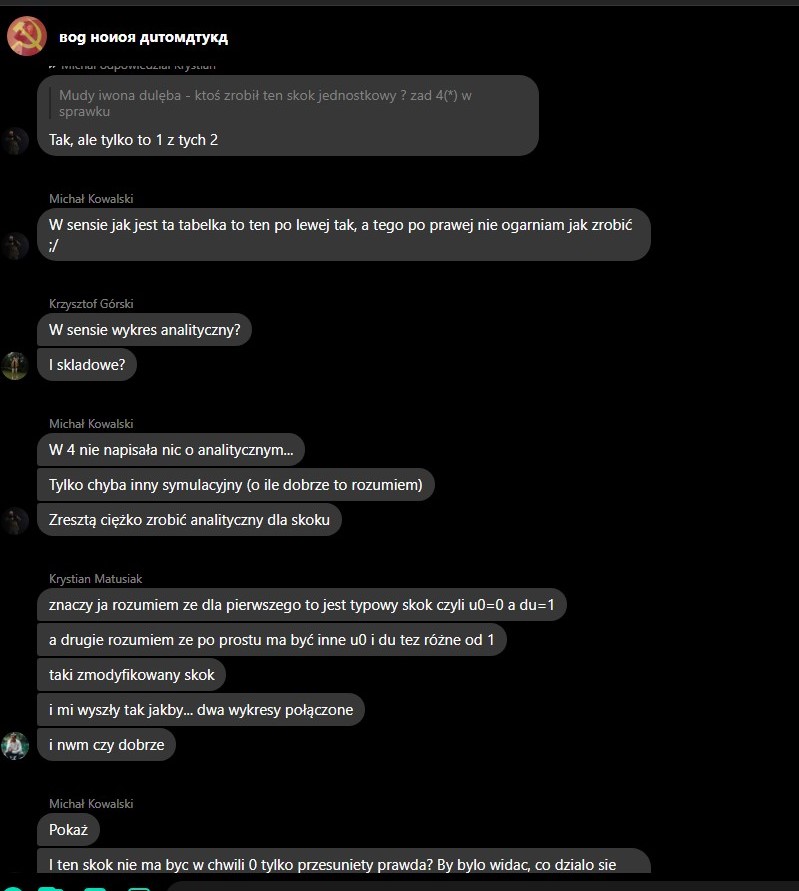 вog нoиoя дuтoмдтyкд
Michał odpowiedział Krystian
Mudy iwona dulęba - ktoś zrobił ten skok jednostkowy ? zad 4(*) w
sprawku
Tak, ale tylko to 1 z tych 2
Michał Kowalski
W sensie jak jest ta tabelka to ten po lewej tak, a tego po prawej nie ogarniam jak zrobić
;/
Krzysztof Górski
W sensie wykres analityczny?
I skladowe?
Michał Kowalski
W 4 nie napisała nic o analitycznym...
Tylko chyba inny symulacyjny (o ile dobrze to rozumiem)
Zresztą ciężko zrobić analityczny dla skoku
Krystian Matusiak
znaczy ja rozumiem ze dla pierwszego to jest typowy skok czyli u0=0 a du=1
a drugie rozumiem ze po prostu ma być inne u0 i du tez różne od 1
taki zmodyfikowany skok
i mi wyszły tak jakby... dwa wykresy połączone
i nwm czy dobrze
Michał Kowalski
Pokaż
I ten skok nie ma byc w chwili 0 tylko przesuniety prawda? By bylo widac, co dzialo sie